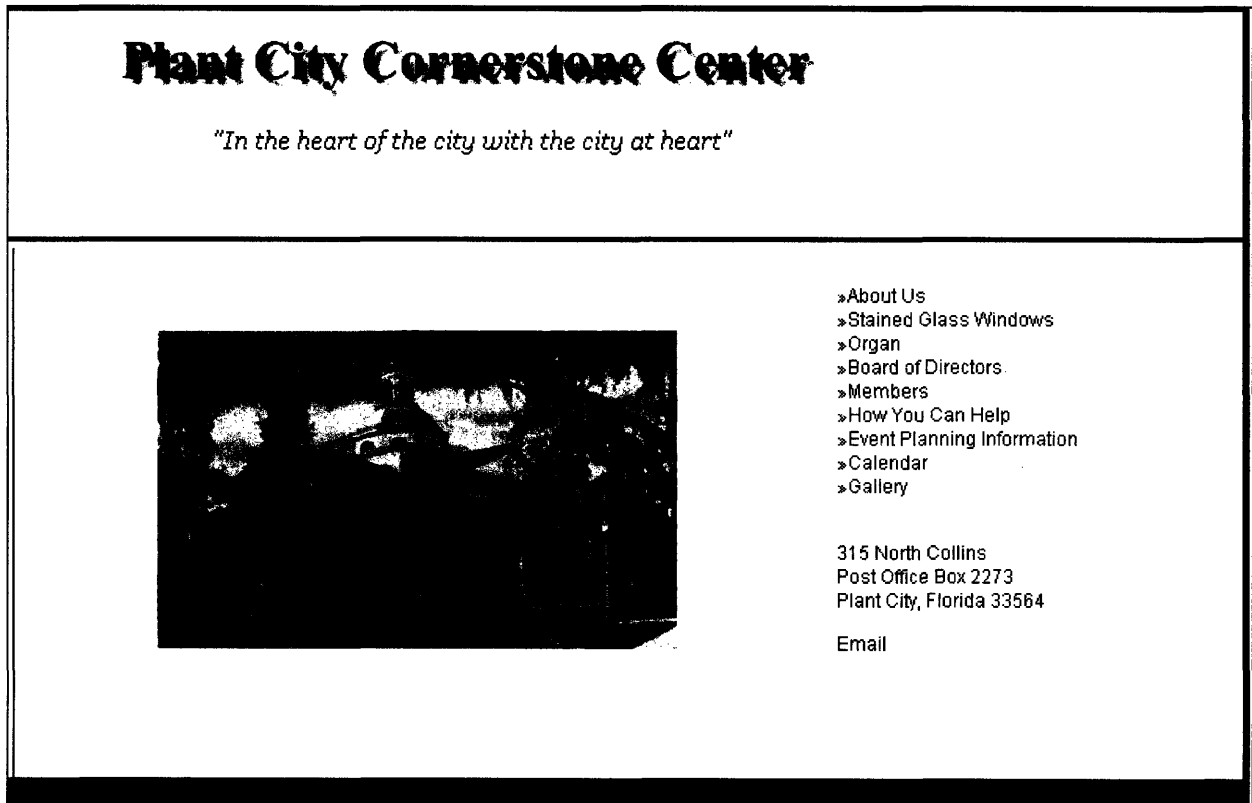 Plant City Cornerstone Center
"In the heart of the city with the city at heart"
»About Us
»Stained Glass Windows
»Organ
»Board of Directors
»Members
»How You Can Help
»Event Planning Information
»Calendar
»Gallery
315 North Collins
Post Office Box 2273
Plant City, Florida 33564
Email